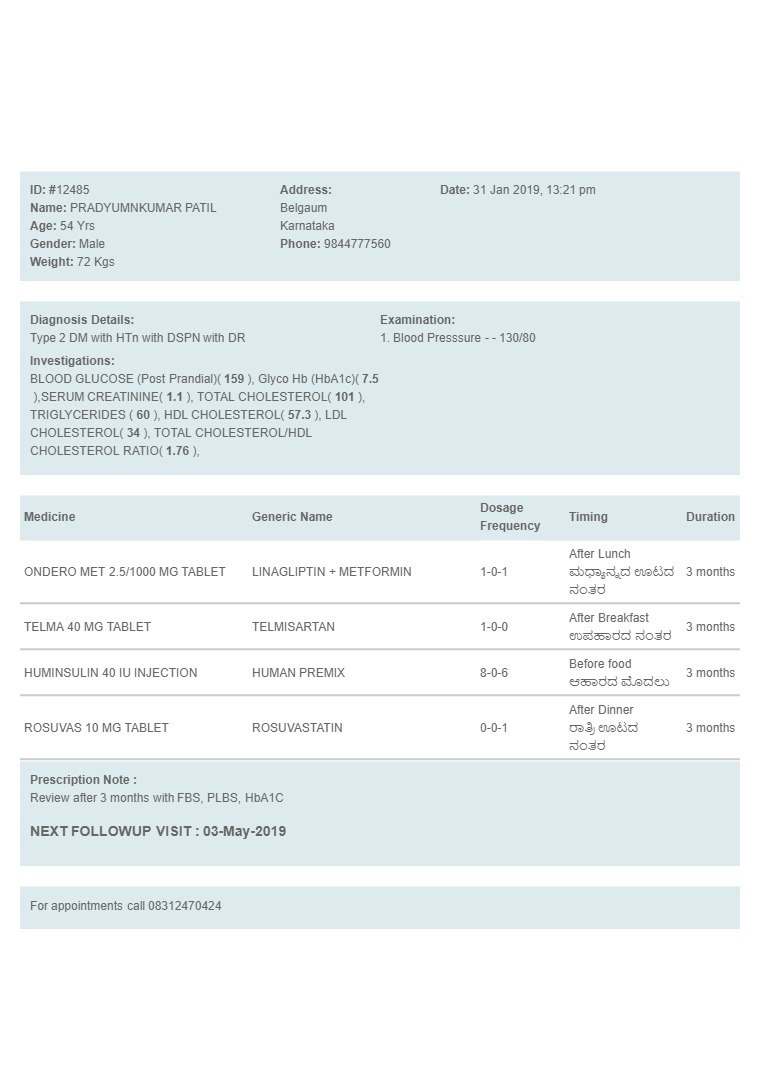 ID: #12485
Name: PRADYUMNKUMAR PATIL
Age: 54 Yrs
Gender: Male
Weight: 72 Kgs
Address:
Belgaum
Karnataka
Phone: 9844777560
Date: 31 Jan 2019, 13:21 pm
Diagnosis Details:
Type 2 DM with HTn with DSPN with DR
Examination:
1. Blood Presssure - - 130/80
Investigations:
BLOOD GLUCOSE (Post Prandial)( 159 ), Glyco Hb (HbA1c)( 7.5
),SERUM CREATININE( 1.1 ), TOTAL CHOLESTEROL( 101 ),
TRIGLYCERIDES ( 60 ), HDL CHOLESTEROL( 57.3 ), LDL
CHOLESTEROL( 34 ), TOTAL CHOLESTEROL/HDL
CHOLESTEROL RATIO( 1.76 ),
Medicine Generic Name Dosage Frequency Timing Duration
ONDERO MET 2.5/1000 MG TABLET LINAGLIPTIN + METFORMIN 1-0-1 After Lunch
ಮಧ್ಯಾನ್ನದ ಊಟದ
ನಂತರ
3 months
TELMA 40 MG TABLET TELMISARTAN 1-0-0 After Breakfast
ಉಪಹಾರದ ನಂತರ
3 months
HUMINSULIN 40 IU INJECTION HUMAN PREMIX 8-0-6 Before food
ಆಹಾರದ ಮೊದಲು
3 months
ROSUVAS 10 MG TABLET ROSUVASTATIN 0-0-1 After Dinner
ರಾತ್ರಿ ಊಟದ
ನಂತರ
3 months
Prescription Note :
Review after 3 months with FBS, PLBS, HbA1C
NEXT FOLLOWUP VISIT : 03-May-2019
For appointments call 08312470424